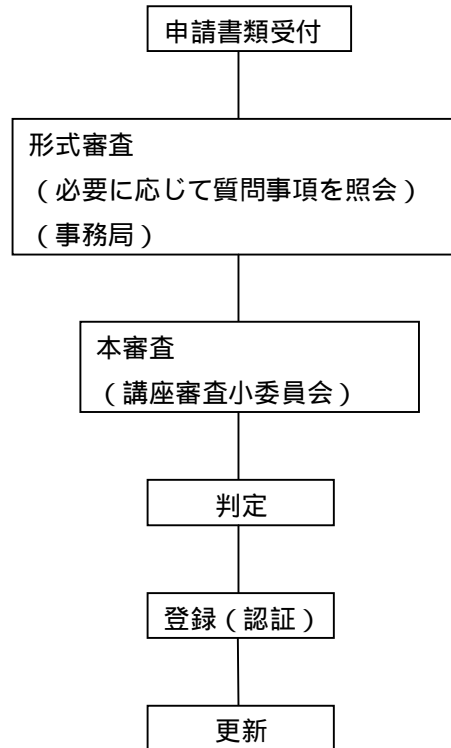 申請書類受付
形式審査
（必要に応じて質問事項を照会）
（事務局）
本審査
（講座審査小委員会）
判定
登録（認証）
更新